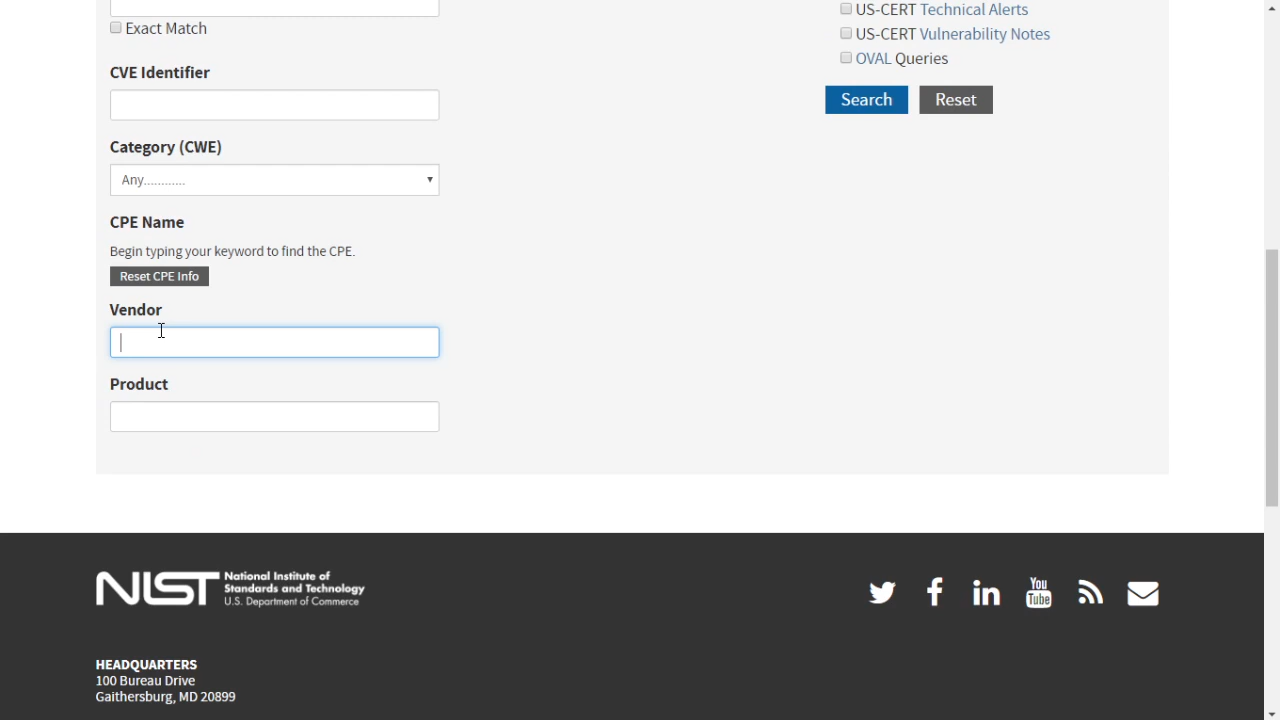 Exact Match
CVE Identifier
Category (CWE)
Any............
CPE Name
Begin typing your keyword to find the CPE.
Reset CPE Info
Vendor
Product
US-CERT Technical Alerts
US-CERT Vulnerability Notes
OVAL Queries
Search Reset
NIST National Institute of
Standards and Technology
U.S. Department of Commerce
You
Tube
HEADQUARTERS
100 Bureau Drive
Gaithersburg, MD 20899